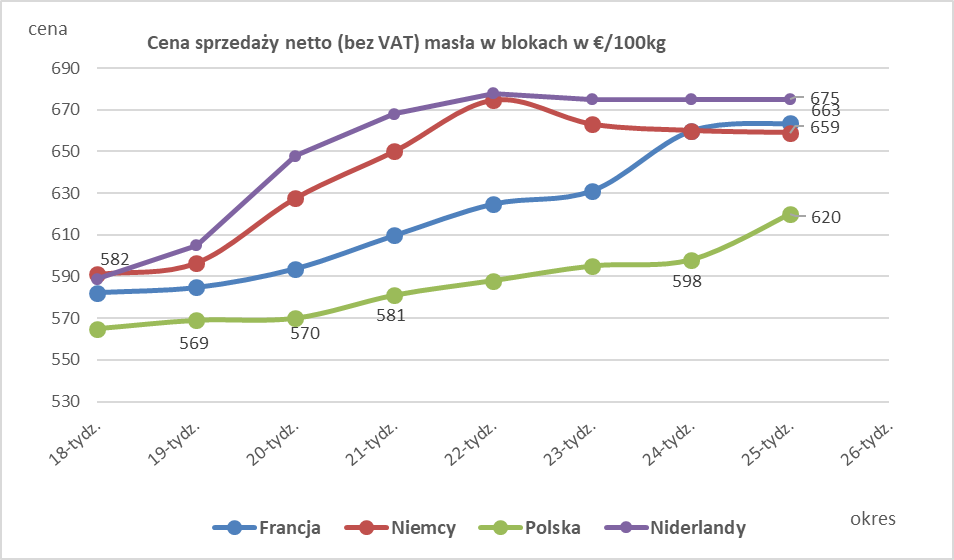 cena
Cena sprzedaży netto (bez VAT) masła w blokach w €/100kg
690
670
650
630
610
590
570
550
530
582
569
570
581
598
675
663
659
620
18-tydz.
19-tydz.
20-tydz.
21-tydz.
22-tydz.
23-tydz.
24-tydz.
25-tydz.
26-tydz.
Francja
Niemcy
Polska
Niderlandy
okres